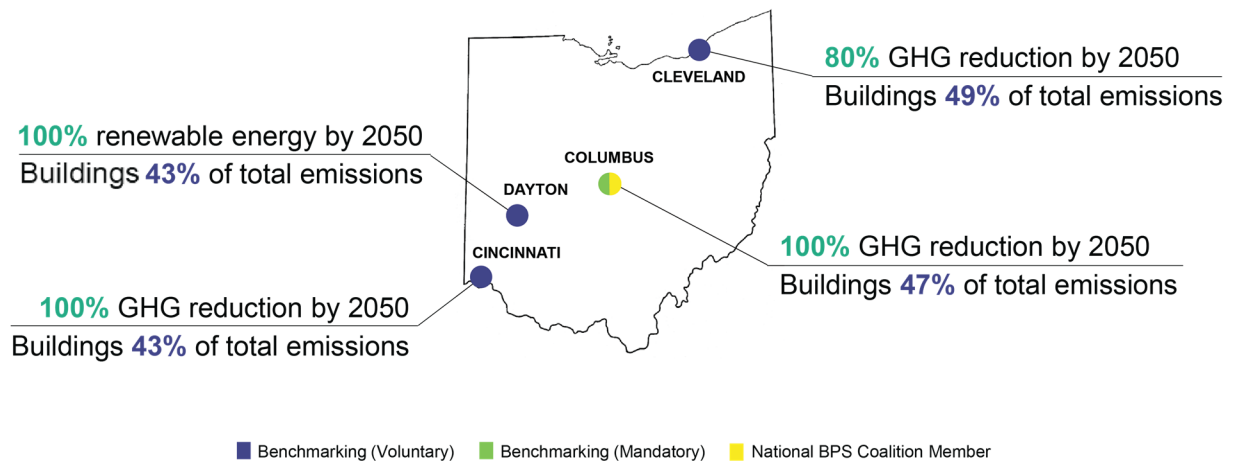 80% GHG reduction by 2050
CLEVELAND
Buildings 49% of total emissions
100% renewable energy by 2050
Buildings 43% of total emissions
COLUMBUS
DAYTON
100% GHG reduction by 2050
Buildings 47% of total emissions
CINCINNATI
100% GHG reduction by 2050
Buildings 43% of total emissions
Benchmarking (Voluntary)
Benchmarking (Mandatory)
National BPS Coalition Member